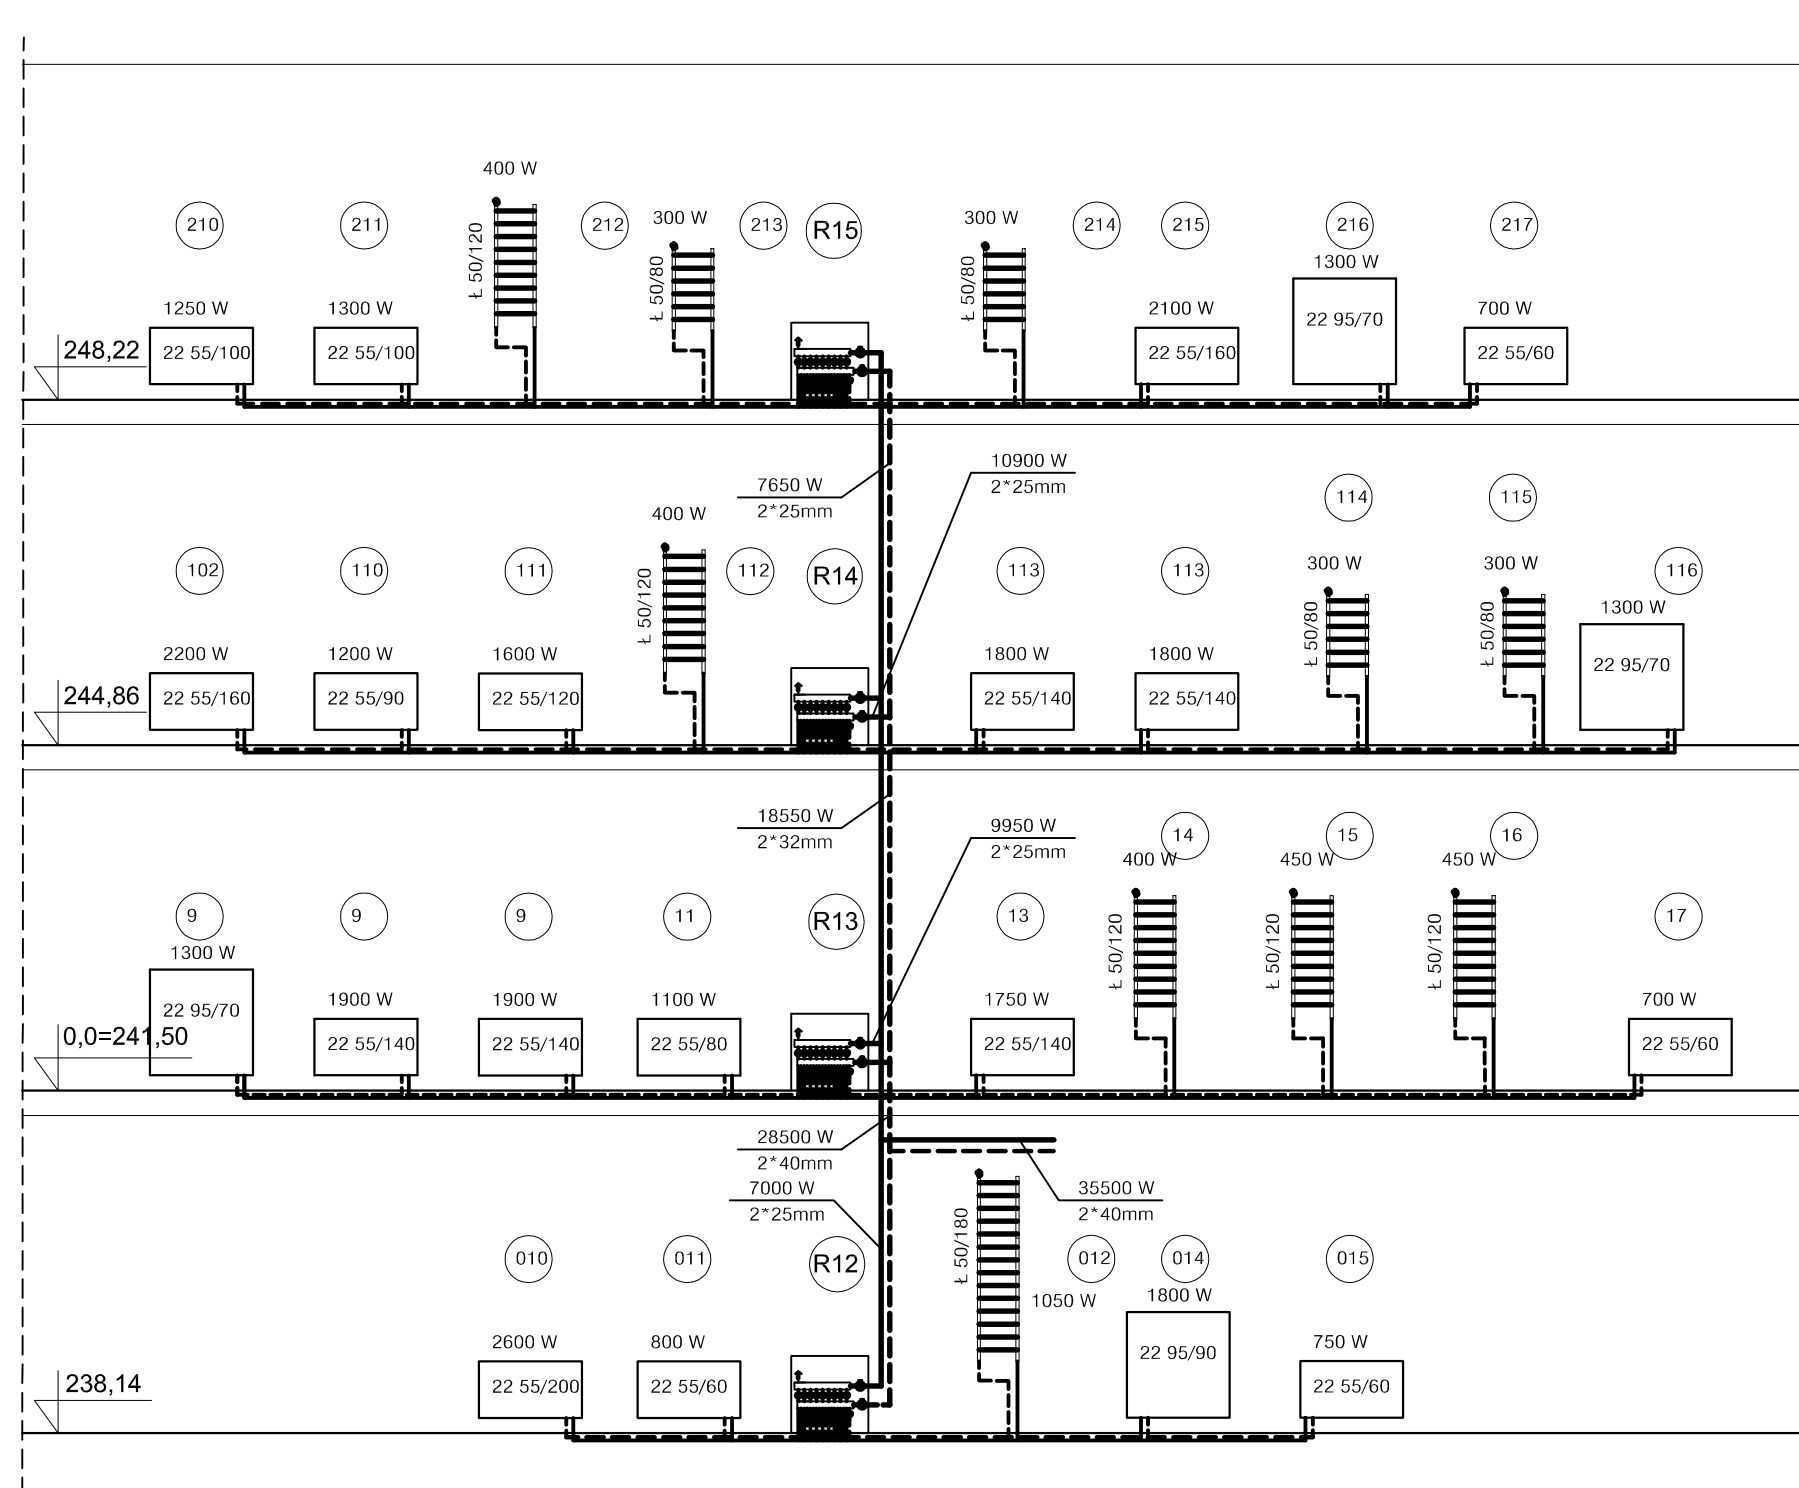 400 W
210
211
212
300 W
213
R15
300 W
214
215
216
217
Ł 50/120
Ł 50/80
Ł 50/80
1300 W
1250 W
1300 W
2100 W
22 95/70
700 W
248,22
22 55/100
22 55/100
22 55/160
22 55/60
10900 W
2*25mm
7650 W
2*25mm
114
115
400 W
102
110
111
112
R14
113
113
300 W
300 W
116
Ł 50/120
Ł 50/80
Ł 50/80
1300 W
2200 W
1200 W
1600 W
1800 W
1800 W
22 95/70
244,86
22 55/160
22 55/90
22 55/120
22 55/140
22 55/140
18550 W
2*32mm
9950 W
2*25mm
14
15
16
400 W
450 W
450 W
9
9
9
11
R13
13
17
Ł 50/120
Ł 50/120
Ł 50/120
1300 W
1900 W
1900 W
1100 W
1750 W
700 W
22 95/70
0,0=241,50
22 55/140
22 55/140
22 55/80
22 55/140
22 55/60
28500 W
2*40mm
7000 W
2*25mm
35500 W
2*40mm
Ł 50/180
010
011
R12
012
014
015
1050 W
1800 W
2600 W
800 W
750 W
22 95/90
238,14
22 55/200
22 55/60
22 55/60